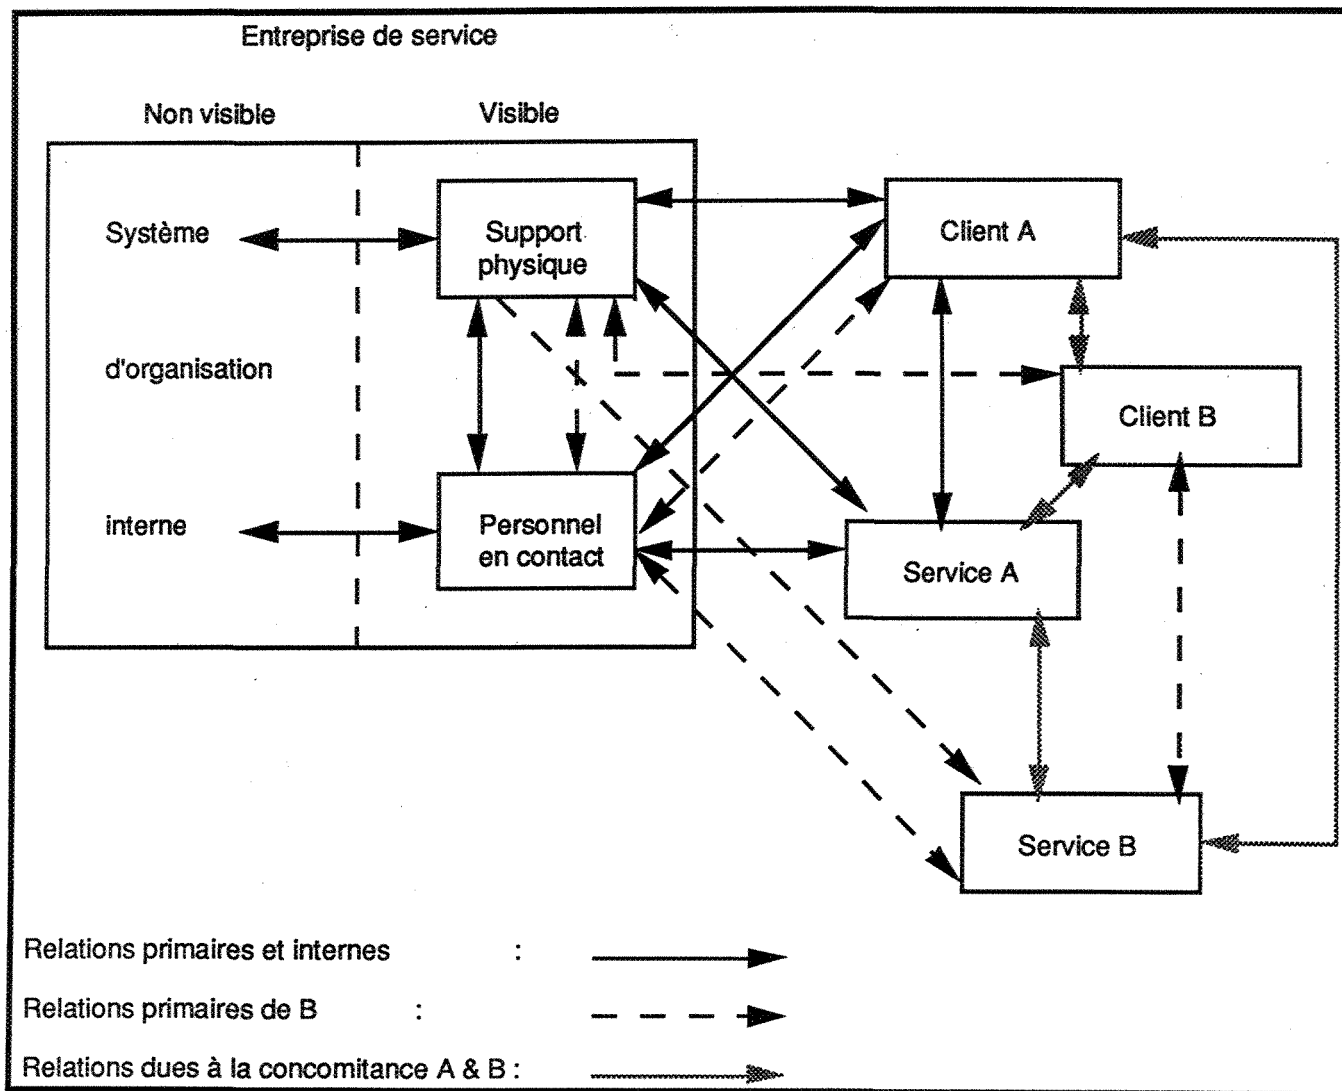 Entreprise de service
Non visible Visible
Système
Support
physique
Client A
d'organisation
Client B
interne
Personnel
en contact
Service A
Service B
Relations primaires et internes :
Relations primaires de B :
Relations dues à la concomitance A & B :